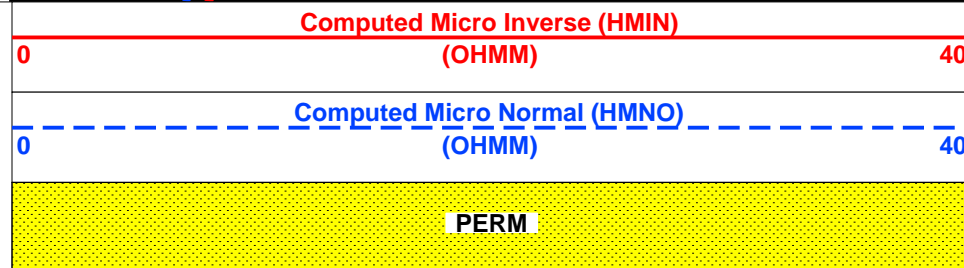 Computed Micro Inverse (HMIN)
0 (OHMM) 40
Computed Micro Normal (HMNO)
0 (OHMM) 40
PERM